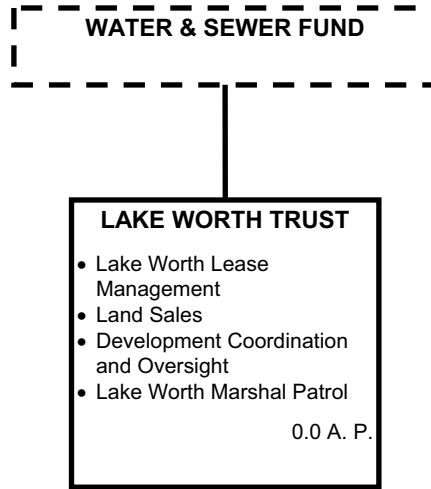 WATER & SEWER FUND
LAKE WORTH TRUST
• Lake Worth Lease
Management
• Land Sales
• Development Coordination
and Oversight
• Lake Worth Marshal Patrol
0.0 A. P.